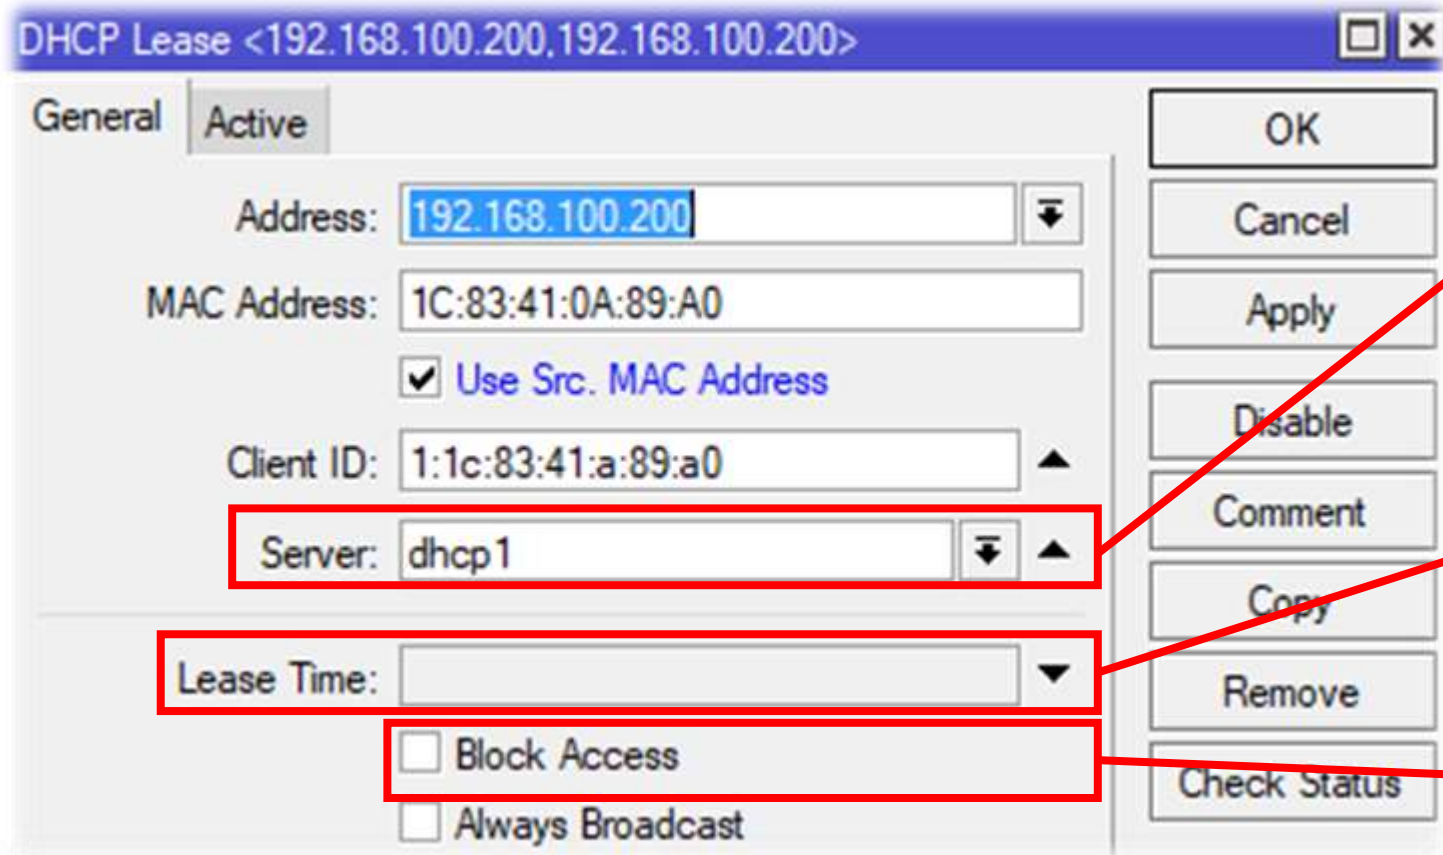 DHCP Lease <192.168.100.200,192.168.100.200>
General Active
OK
Address: 192.168.100.200
Cancel
MAC Address: 1C:83:41:0A:89:A0
Apply
Use Src. MAC Address
Disable
Client ID: 1:1c:83:41:a:89:a0
Comment
Server: dhcp1
Copy
Lease Time:
Remove
Block Access
Check Status
Always Broadcast